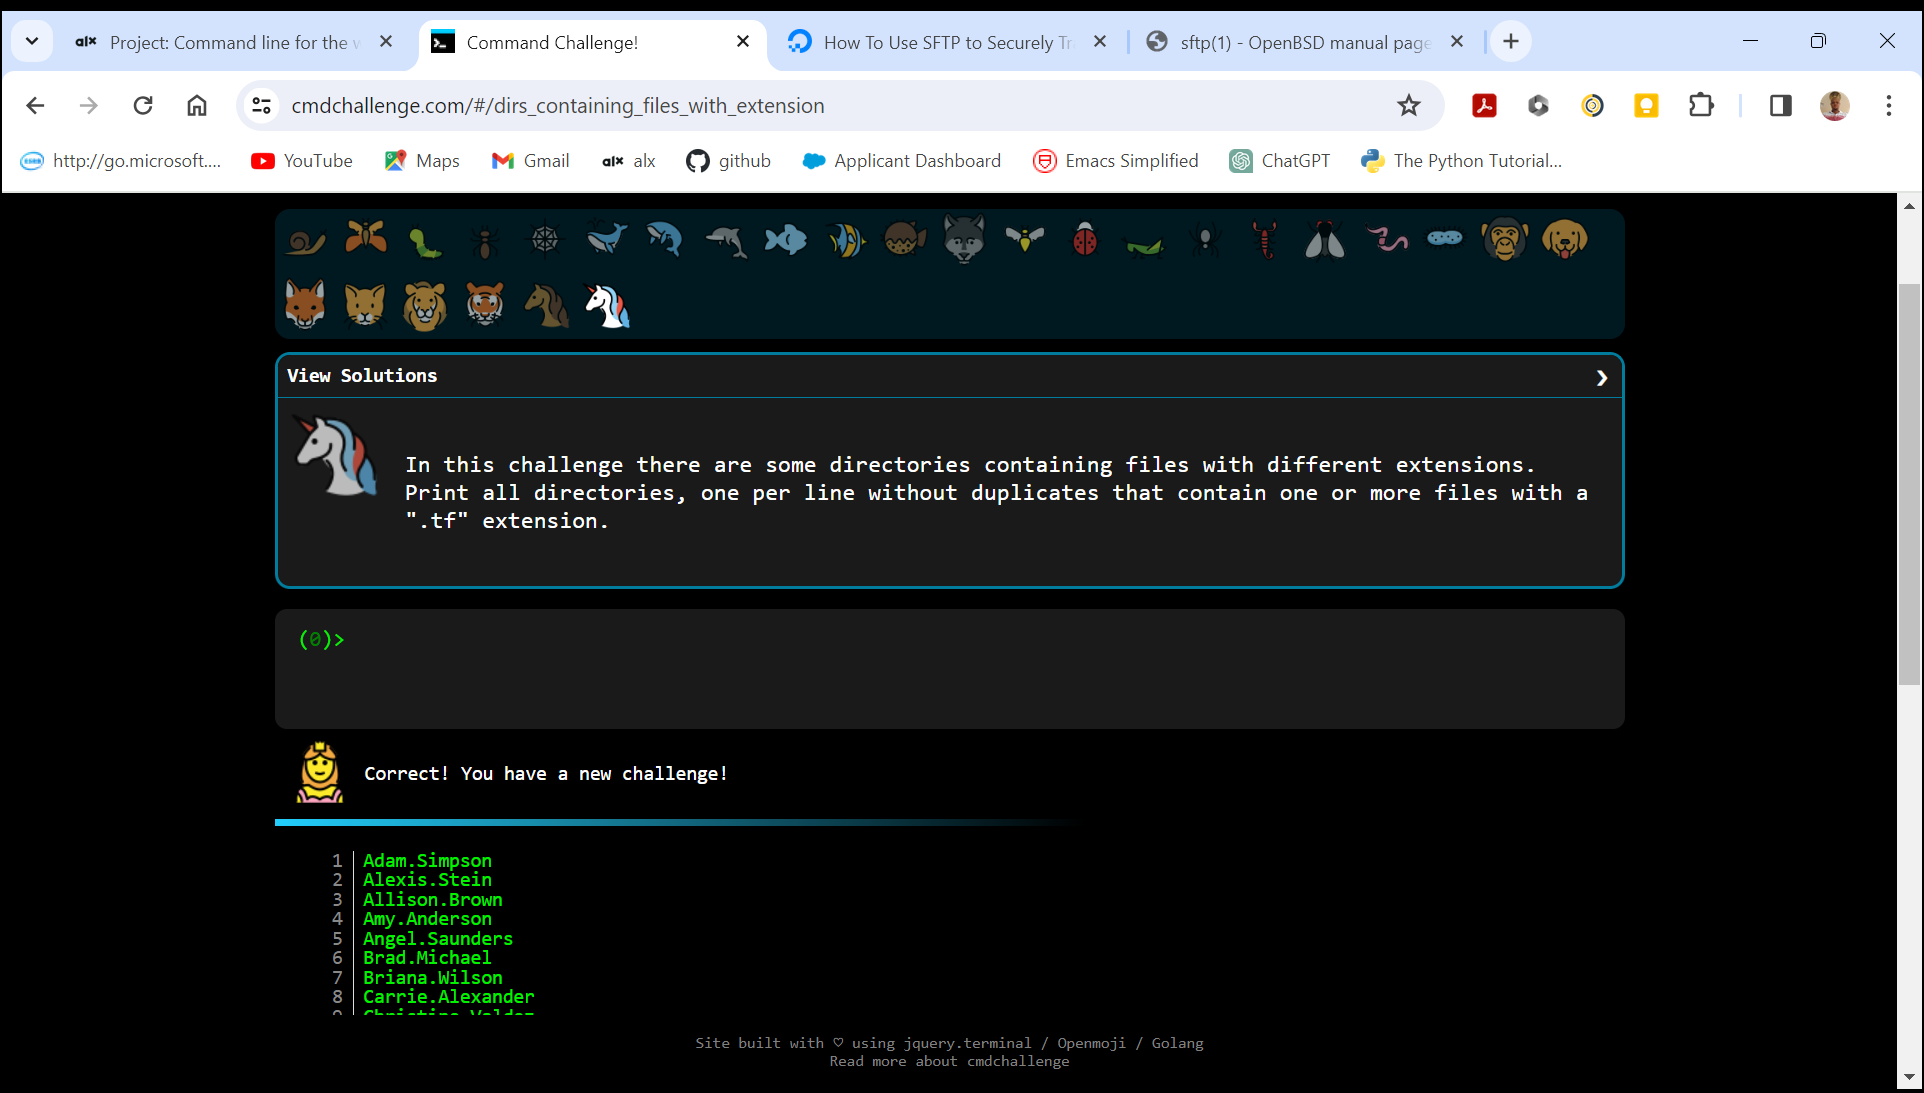 alx Project: Command line for the w
Command Challenge!
How To Use SFTP to Securely Tr
sftp(1) - OpenBSD manual page
cmdchallenge.com/#/dirs_containing_files_with_extension
http://go.microsoft....
YouTube
Maps
Gmail
alx alx
github
Applicant Dashboard
Emacs Simplified
ChatGPT
The Python Tutorial...
View Solutions
In this challenge there are some directories containing files with different extensions.
Print all directories, one per line without duplicates that contain one or more files with a
".tf" extension.
(0)>
Correct! You have a new challenge!
1 Adam.Simpson
2 Alexis.Stein
3 Allison.Brown
4 Amy.Anderson
5 Angel.Saunders
6 Brad.Michael
7 Briana.Wilson
8 Carrie.Alexander
9 Christine.Valdez
Site built with ♡ using jquery.terminal / Openmoji / Golang
Read more about cmdchallenge